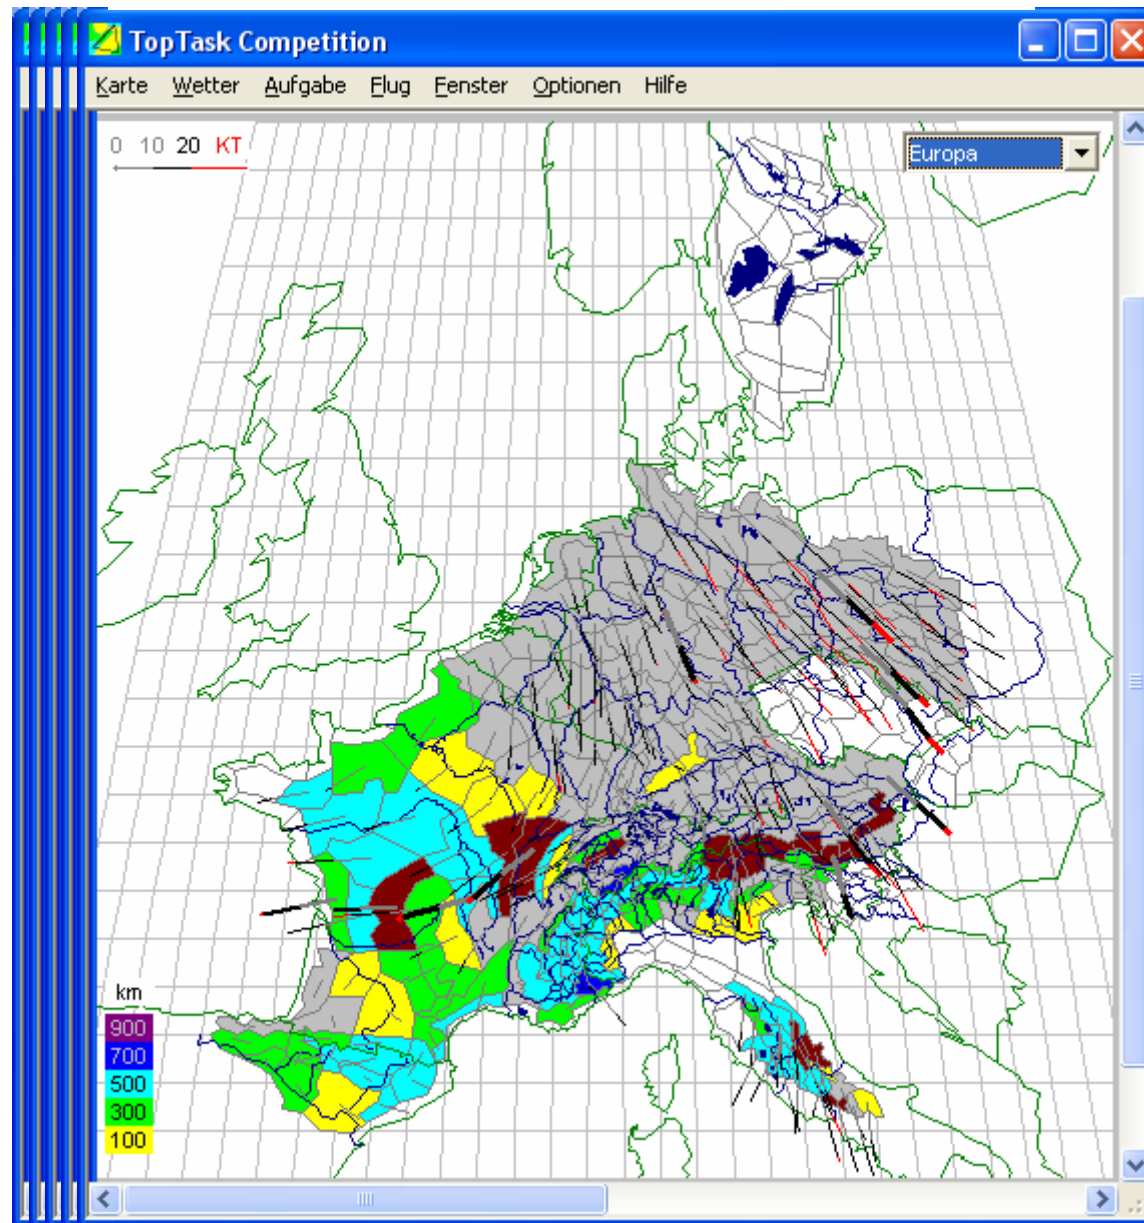 TopTask Competition
Karte Wetter Aufgabe Flug Fenster Optionen Hilfe
0 10 20 KT
Europa
km
900
700
500
300
100